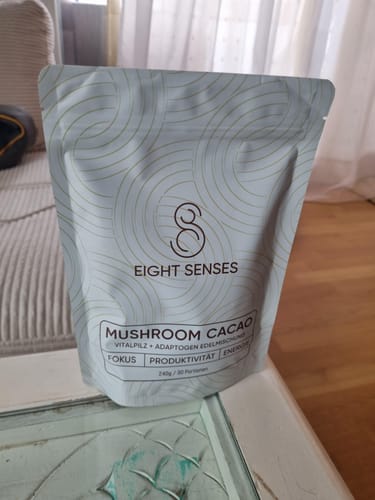 EIGHT SENSES
MUSHROOM CACAO
VITALPILZ + ADAPTOGEN EDELMISCHUNG
FOKUS PRODUKTIVITÄT ENERGIE
240g / 30 Portionen